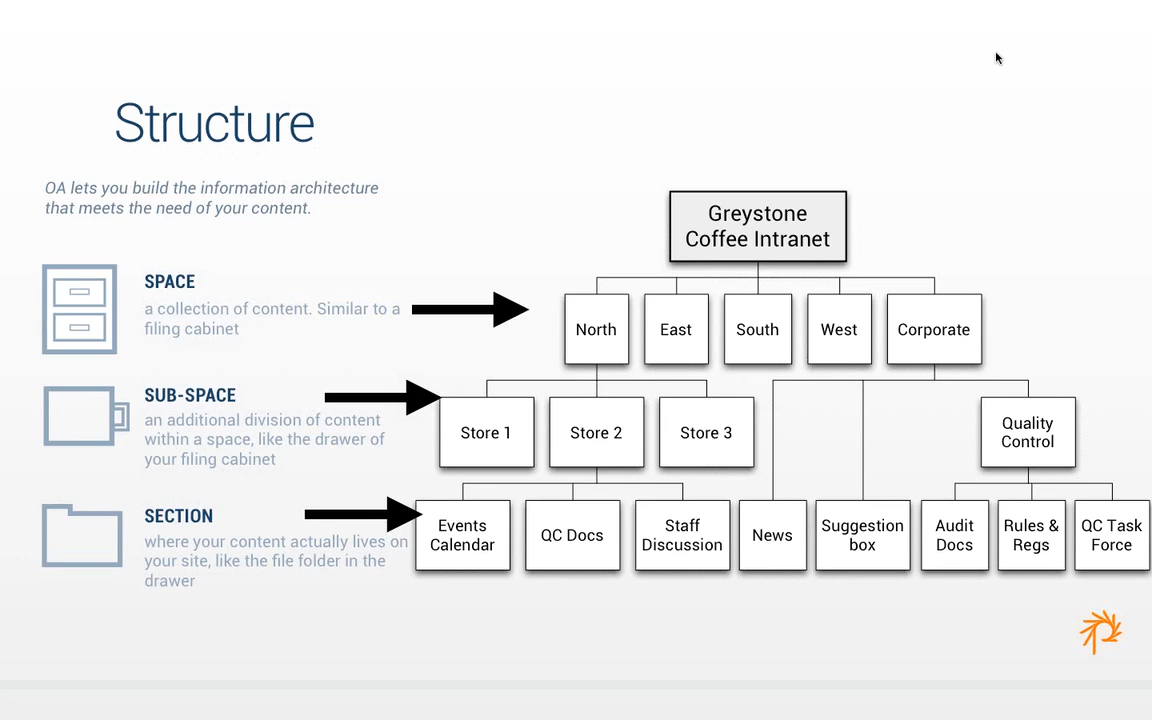 Structure
OA lets you build the information architecture
that meets the need of your content.
SPACE
a collection of content. Similar to a
filing cabinet
SUB-SPACE
an additional division of content
within a space, like the drawer of
your filing cabinet
SECTION
where your content actually lives on
your site, like the file folder in the
drawer
Greystone
Coffee Intranet
North
East
South
West
Corporate
Store 1
Store 2
Store 3
Quality
Control
Events
Calendar
QC Docs
Staff
Discussion
News
Suggestion
box
Audit
Docs
Rules &
Regs
QC Task
Force